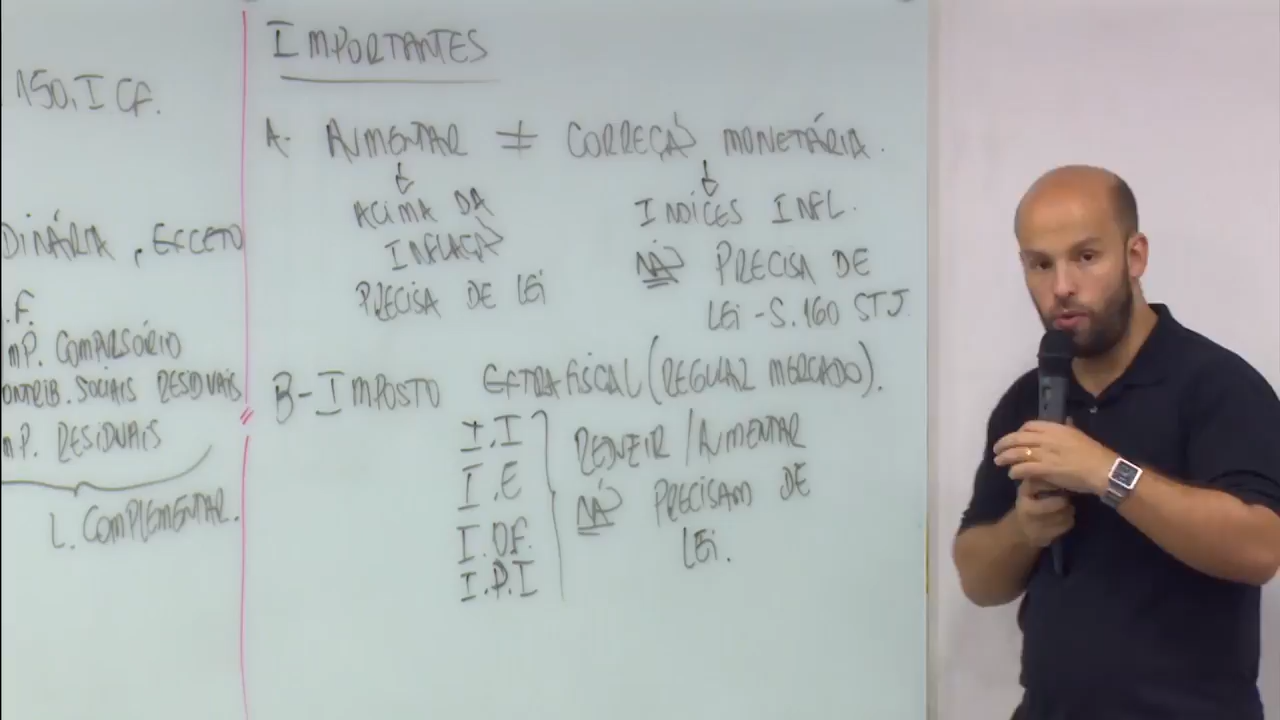 150, I CF.
DINÁRIA, EXCETO
.F.
MP. COMPULSÓRIO
ONTRIB. SOCIAIS RESIDUAIS
MP. RESIDUAIS
L. COMPLEMENTAR.
IMPORTANTES
A. AUMENTAR ≠ CORREÇÃO MONETÁRIA.
ACIMA DA
INFLAÇÃO
PRECISA DE LEI
INDICES INFL.
NÃO PRECISA DE
LEI - S. 160 STJ
B - IMPOSTO EXTRAFISCAL (REGULAR MERCADO).
I.I
I.E
I.OF.
I.P.I
REDUZIR / AUMENTAR
NÃO PRECISAM DE
LEI.